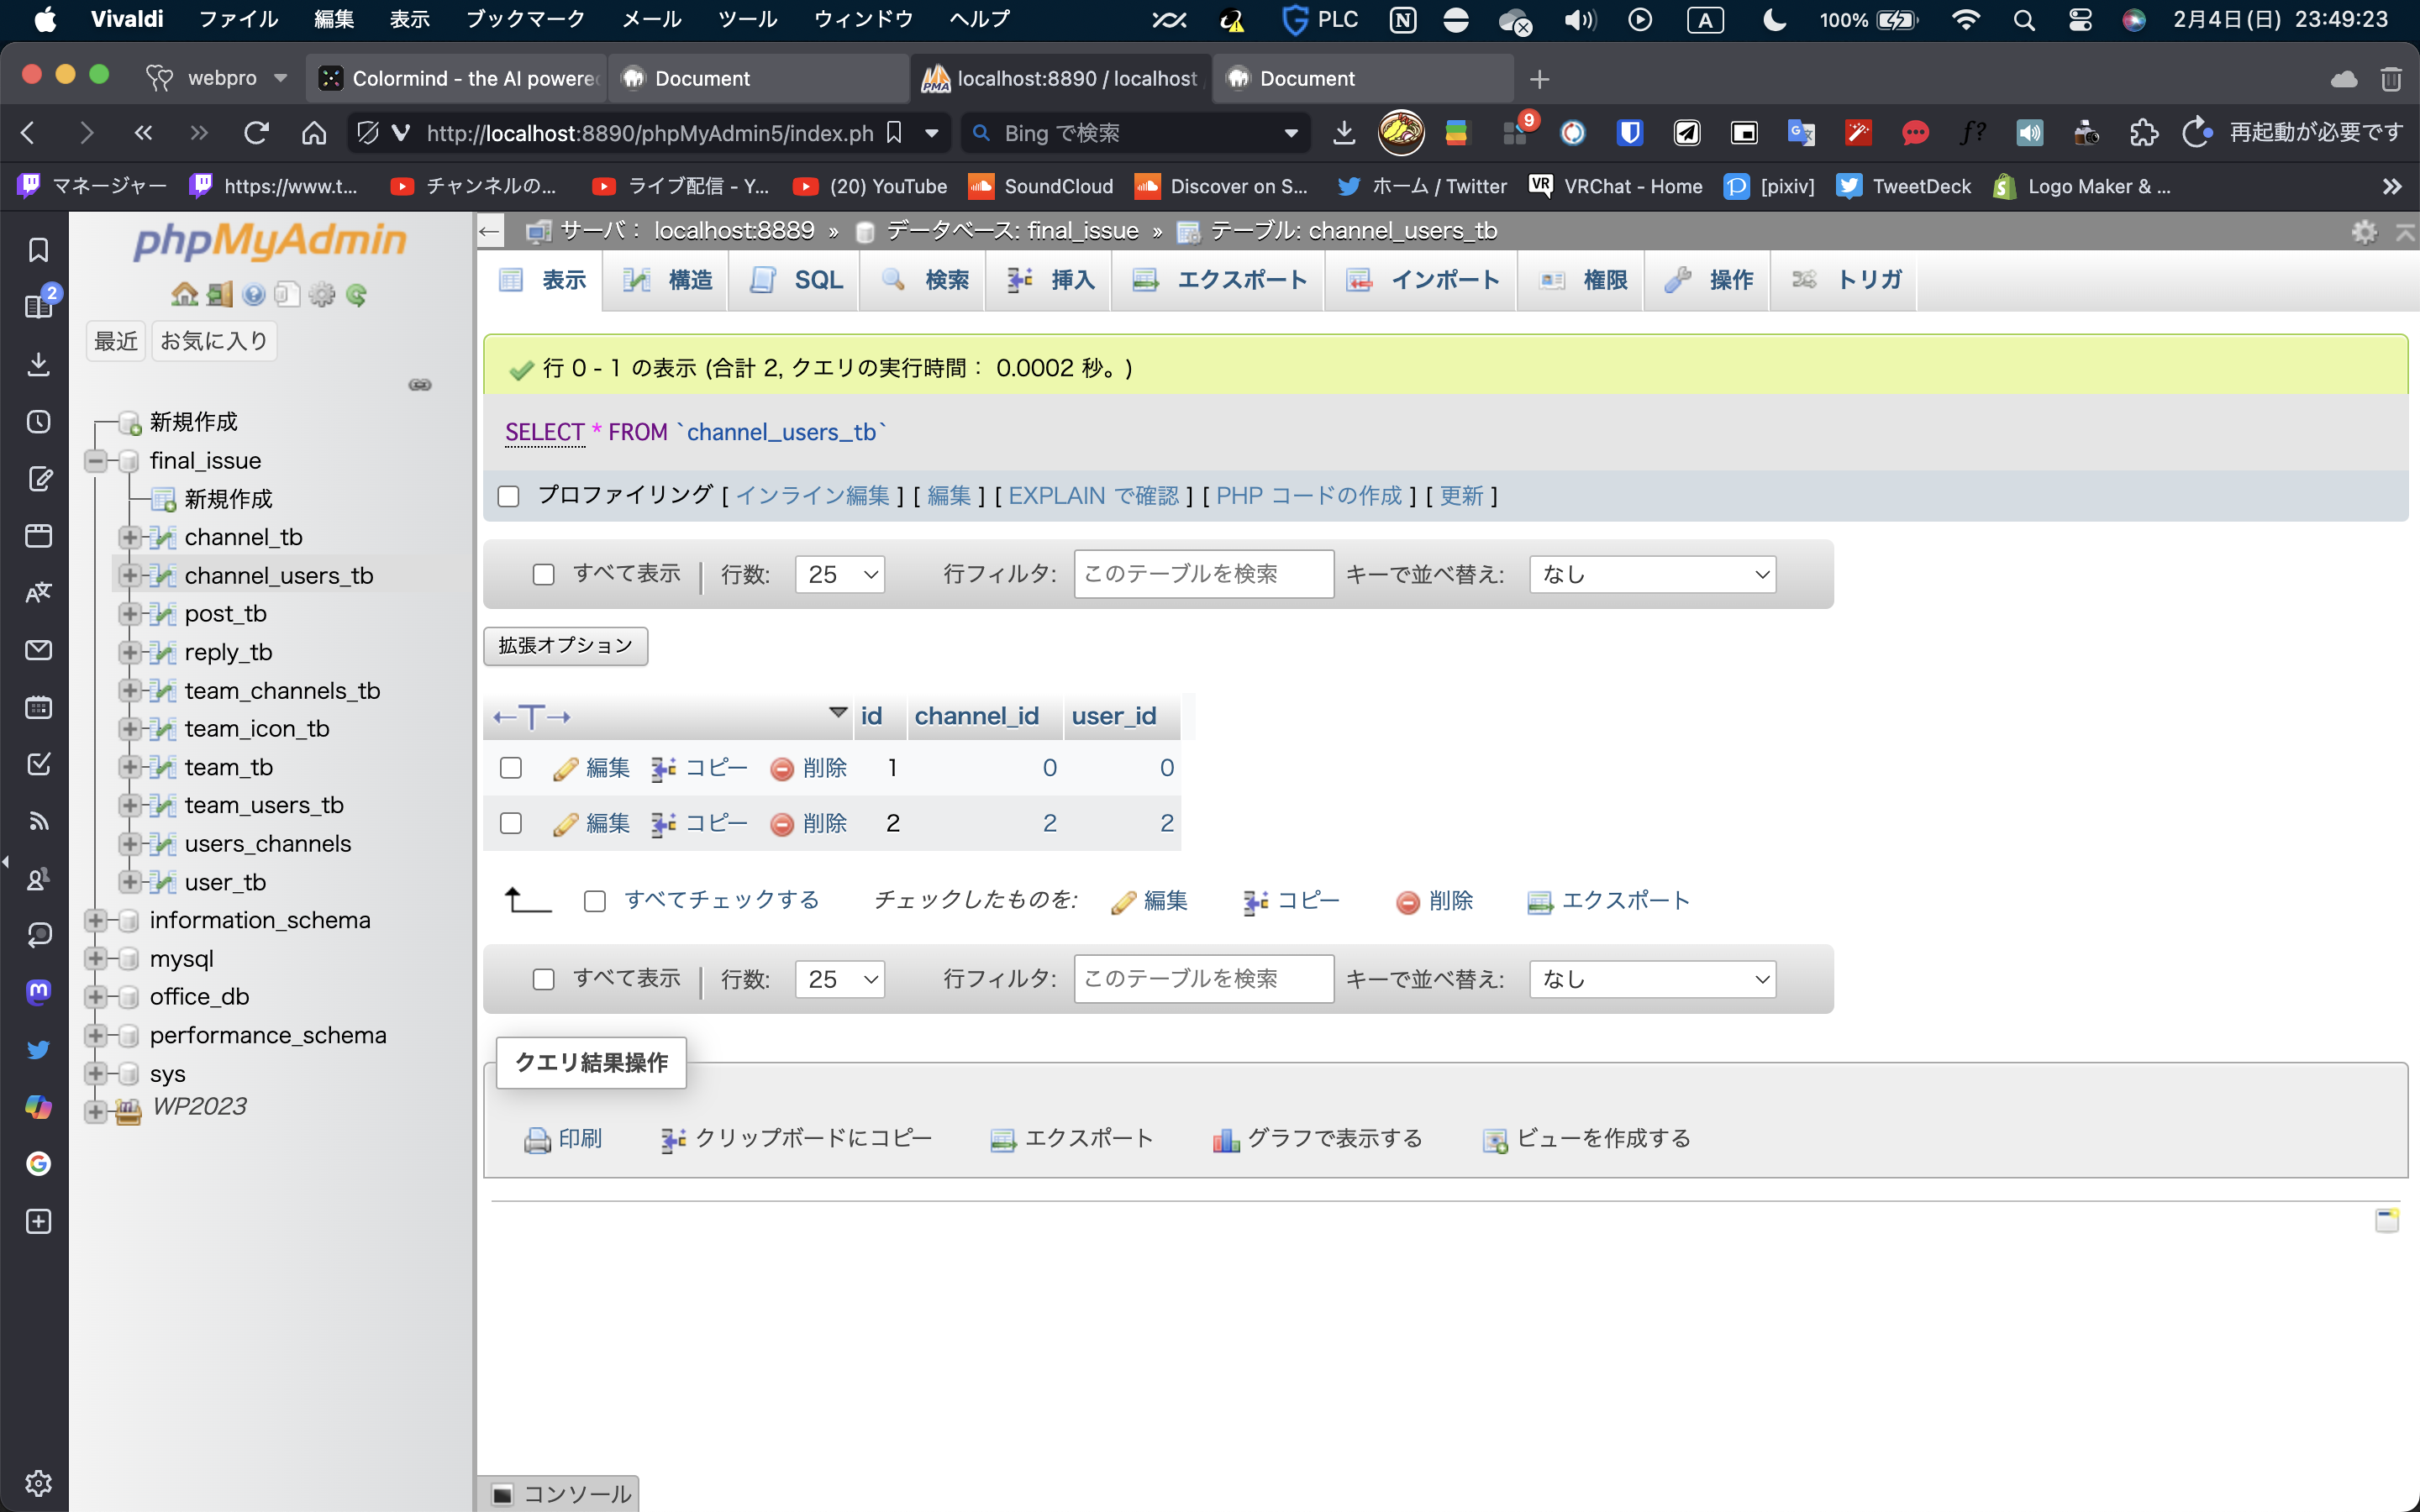 Vivaldi ファイル 編集 表示 ブックマーク メール ツール ウィンドウ ヘルプ PLC A 100% 2月4日(日) 23:49:23
webpro Colormind - the AI powere Document localhost:8890 / localhost Document
http://localhost:8890/phpMyAdmin5/index.ph Bing で検索 9 再起動が必要です
マネージャー https://www.t... チャンネルの... ライブ配信 - Y... (20) YouTube SoundCloud Discover on S... ホーム / Twitter VRChat - Home [pixiv] TweetDeck Logo Maker & ...
2
phpMyAdmin
最近 お気に入り
新規作成
final_issue
新規作成
channel_tb
channel_users_tb
post_tb
reply_tb
team_channels_tb
team_icon_tb
team_tb
team_users_tb
users_channels
user_tb
information_schema
mysql
office_db
performance_schema
sys
WP2023
サーバ: localhost:8889 » データベース: final_issue » テーブル: channel_users_tb
表示 構造 SQL 検索 挿入 エクスポート インポート 権限 操作 トリガ
行 0 - 1 の表示 (合計 2, クエリの実行時間: 0.0002 秒。)
SELECT * FROM `channel_users_tb`
プロファイリング [ インライン編集 ] [ 編集 ] [ EXPLAIN で確認 ] [ PHP コードの作成 ] [ 更新 ]
すべて表示 | 行数: 25 行フィルタ: このテーブルを検索 キーで並べ替え: なし
拡張オプション
←T→ id channel_id user_id
編集 コピー 削除 1 0 0
編集 コピー 削除 2 2 2
すべてチェックする チェックしたものを: 編集 コピー 削除 エクスポート
すべて表示 | 行数: 25 行フィルタ: このテーブルを検索 キーで並べ替え: なし
クエリ結果操作
印刷 クリップボードにコピー エクスポート グラフで表示する ビューを作成する
コンソール